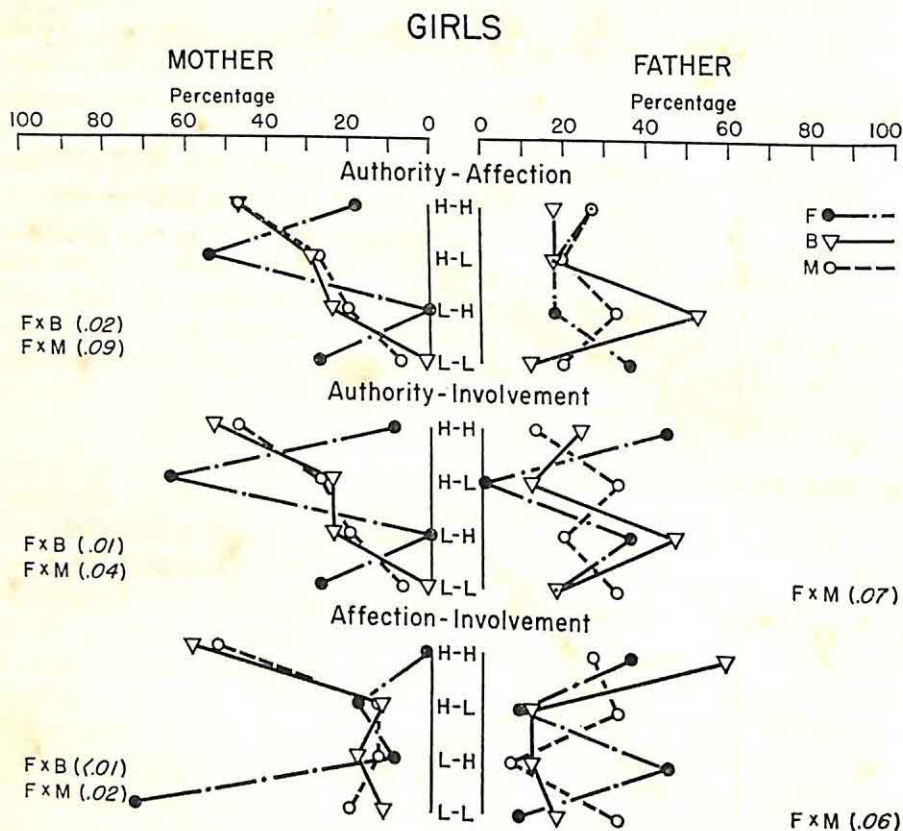 GIRLS
MOTHER FATHER
Percentage Percentage
100 80 60 40 20 0 0 20 40 60 80 100
Authority-Affection
H-H
F
B
H-L
M
L-H
F x B (.02)
F x M (.09)
L-L
Authority-Involvement
H-H
H-L
L-H
F x B (.01)
F x M (.04)
L-L
F x M (.07)
Affection-Involvement
H-H
H-L
L-H
F x B (<.01)
F x M (.02)
L-L
F x M (.06)